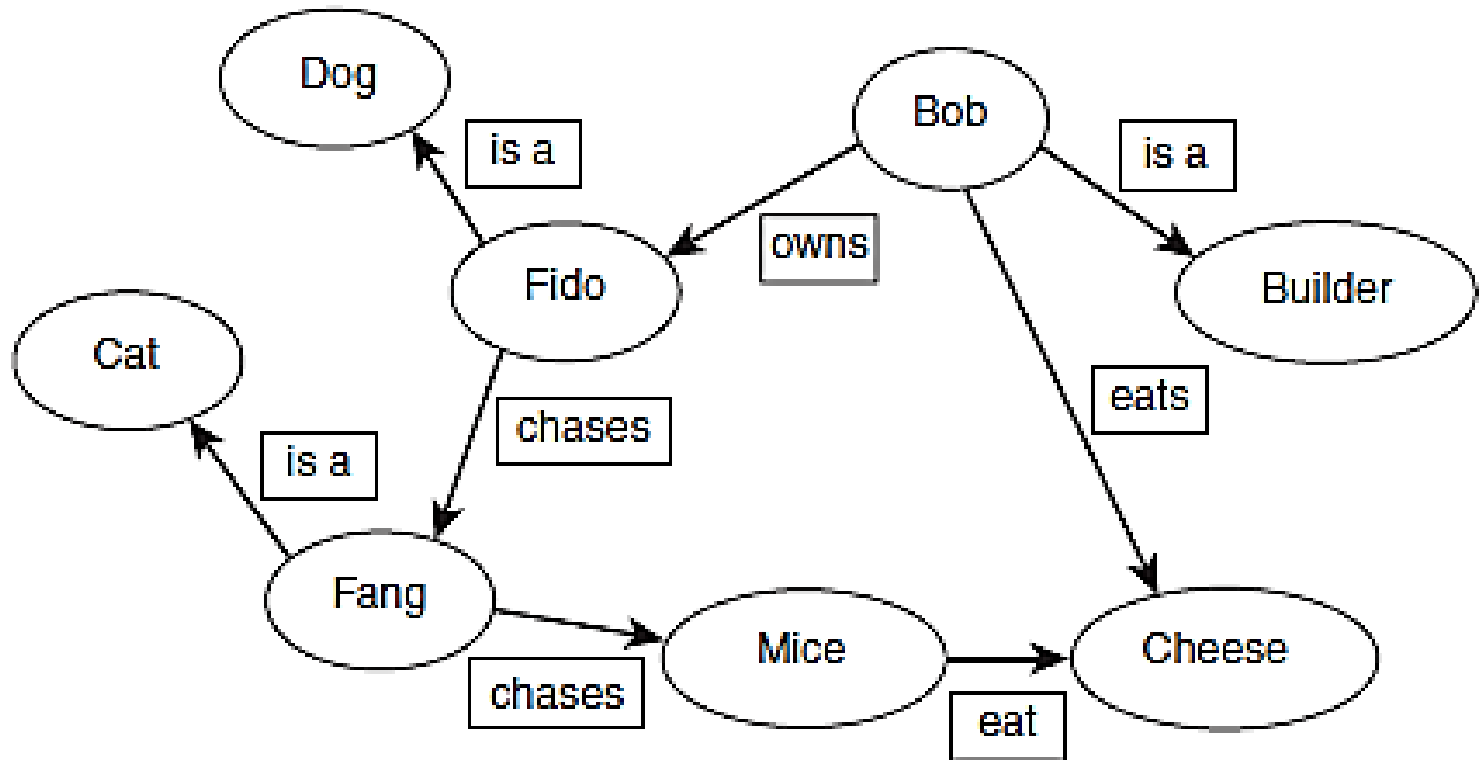 Dog
Bob
is a
is a
owns
Fido
Builder
Cat
eats
chases
is a
Fang
Mice
Cheese
chases
eat